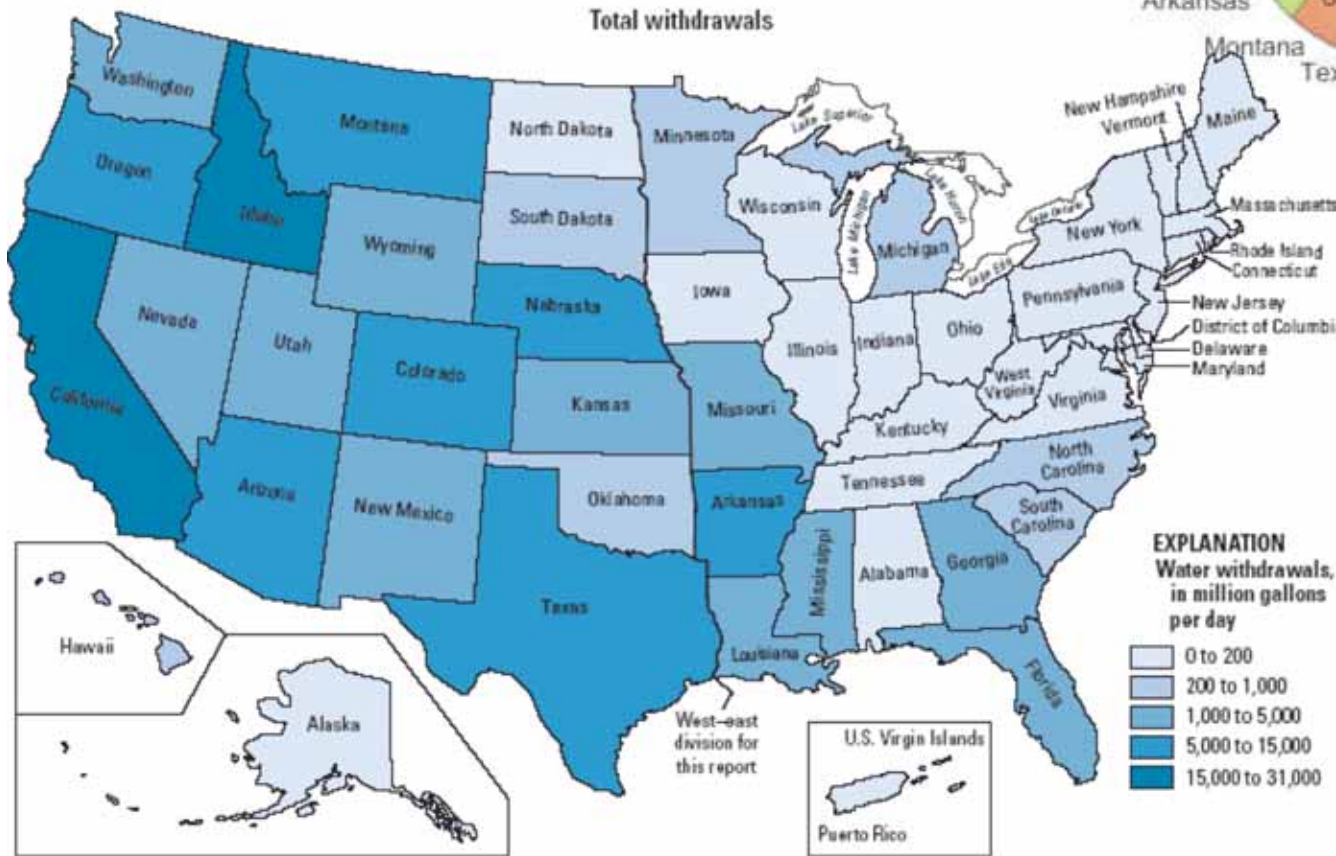 Total withdrawals
Arkansas
Montana
Tex
Washington
Oregon
Idaho
Montana
North Dakota
Minnesota
Lake Superior
New Hampshire
Vermont
Maine
Wyoming
South Dakota
Wisconsin
Lake Michigan
Lake Huron
Michigan
Lake Ontario
New York
Massachusetts
Rhode Island
Connecticut
Lake Erie
Nevada
Utah
Nebraska
Iowa
Pennsylvania
New Jersey
District of Columbi
Delaware
Maryland
California
Colorado
Kansas
Missouri
Illinois
Indiana
Ohio
West
Virginia
Virginia
Kentucky
Arizona
New Mexico
Oklahoma
Arkansas
Tennessee
North
Carolina
South
Carolina
Texas
Louisiana
Mississippi
Alabama
Georgia
Florida
Hawaii
Alaska
West–east
division for
this report
U.S. Virgin Islands
Puerto Rico
EXPLANATION
Water withdrawals,
in million gallons
per day
0 to 200
200 to 1,000
1,000 to 5,000
5,000 to 15,000
15,000 to 31,000